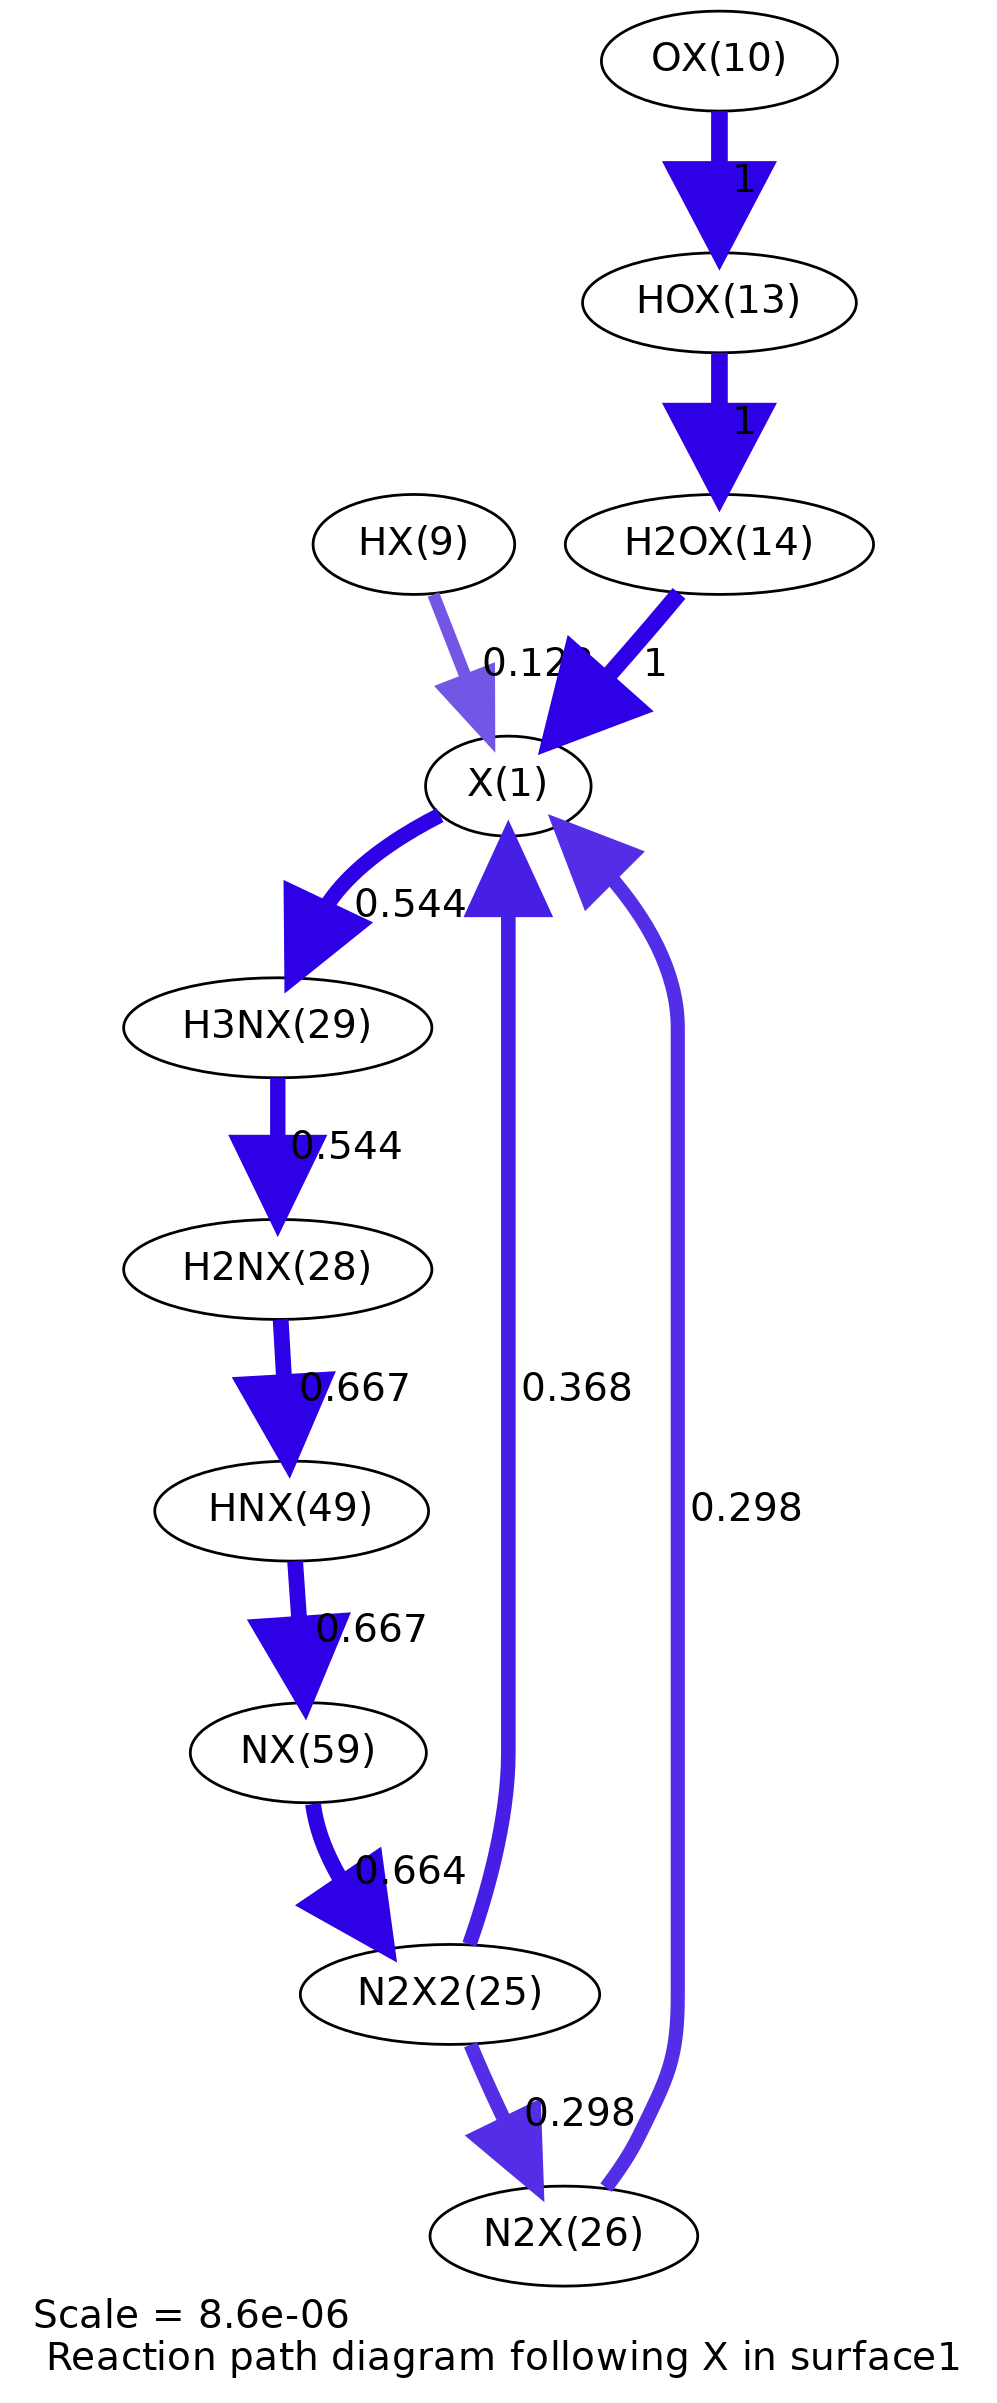 OX(10)
1
HOX(13)
1
HX(9)
H2OX(14)
1
X(1)
0.544
H3NX(29)
0.544
H2NX(28)
0.667
0.368
HNX(49)
0.298
0.667
NX(59)
0.664
N2X2(25)
0.298
N2X(26)
Scale = 8.6e-06
Reaction path diagram following X in surface1